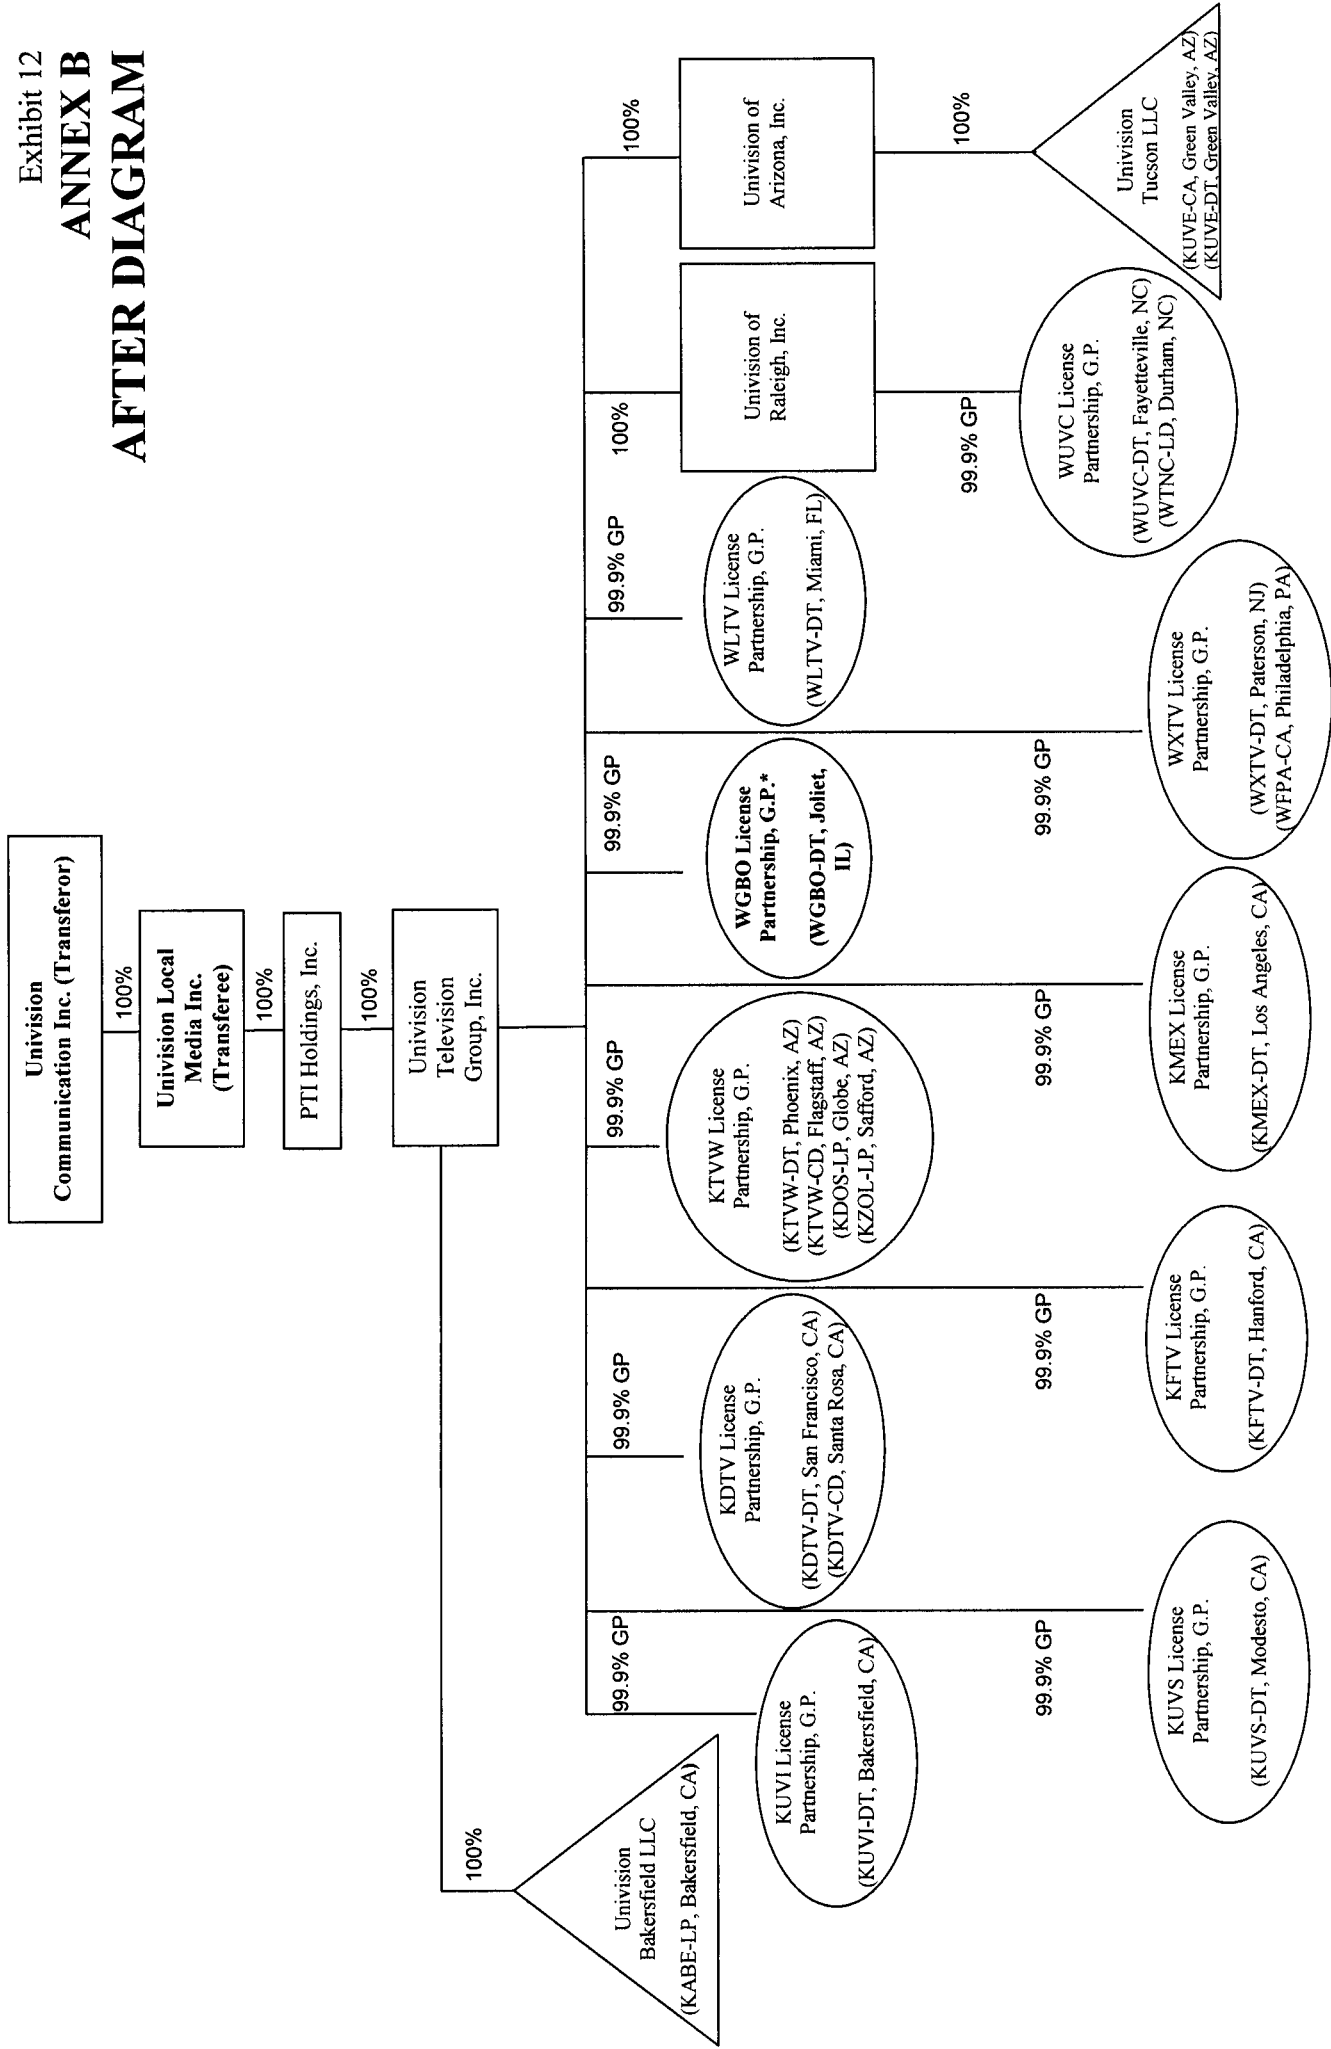 Exhibit 12
ANNEX B
AFTER DIAGRAM
Univision
Communication Inc. (Transferor)
100%
Univision Local
Media Inc.
(Transferee)
100%
PTI Holdings, Inc.
100%
Univision
Television
Group, Inc.
100%
Univision
Bakersfield LLC
(KABE-LP, Bakersfield, CA)
99.9% GP
KUVI License
Partnership, G.P.
(KUVI-DT, Bakersfield, CA)
99.9% GP
KUVS License
Partnership, G.P.
(KUVS-DT, Modesto, CA)
99.9% GP
KDTV License
Partnership, G.P.
(KDTV-DT, San Francisco, CA)
(KDTV-CD, Santa Rosa, CA)
99.9% GP
KFTV License
Partnership, G.P.
(KFTV-DT, Hanford, CA)
99.9% GP
KTVW License
Partnership, G.P.
(KTVW-DT, Phoenix, AZ)
(KTVW-CD, Flagstaff, AZ)
(KDOS-LP, Globe, AZ)
(KZOL-LP, Safford, AZ)
99.9% GP
KMEX License
Partnership, G.P.
(KMEX-DT, Los Angeles, CA)
99.9% GP
WGBO License
Partnership, G.P.*
(WGBO-DT, Joliet,
IL)
99.9% GP
WXTV License
Partnership, G.P.
(WXTV-DT, Paterson, NJ)
(WFPA-CA, Philadelphia, PA)
99.9% GP
WLTV License
Partnership, G.P.
(WLTV-DT, Miami, FL)
100%
Univision of
Raleigh, Inc.
99.9% GP
WUVC License
Partnership, G.P.
(WUVC-DT, Fayetteville, NC)
(WTNC-LD, Durham, NC)
100%
Univision of
Arizona, Inc.
100%
Univision
Tucson LLC
(KUVE-CA, Green Valley, AZ)
(KUVE-DT, Green Valley, AZ)